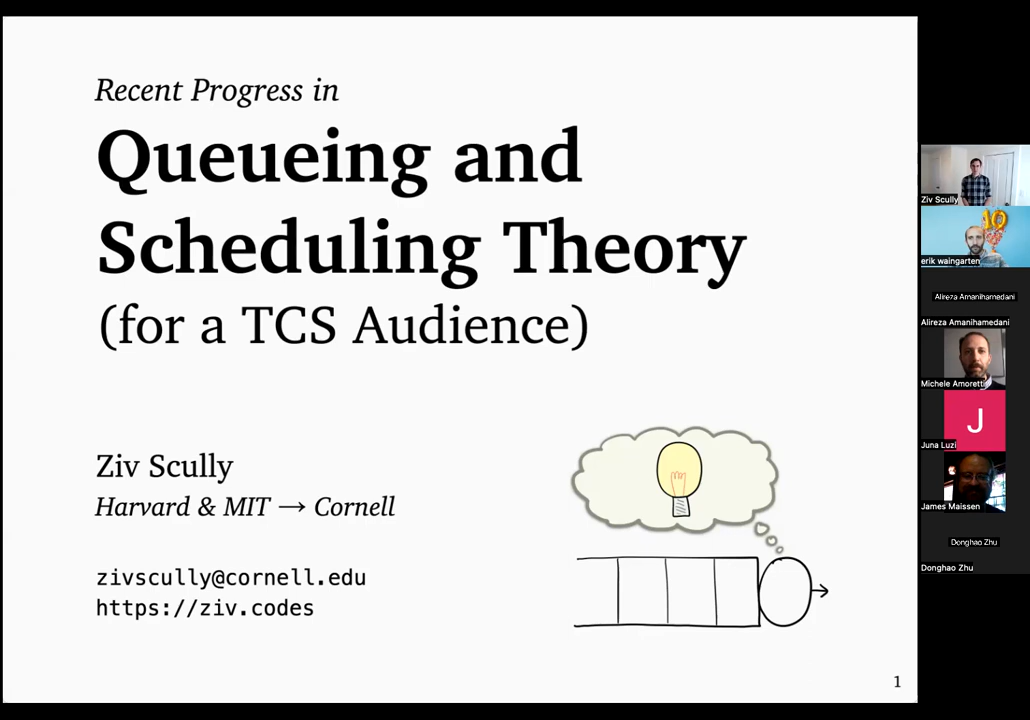 Recent Progress in
Queueing and
Scheduling Theory
(for a TCS Audience)
Ziv Scully
Harvard & MIT → Cornell
zivscully@cornell.edu
https://ziv.codes
1
Ziv Scully
10
erik waingarten
Alireza Amanihamedani
Alireza Amanihamedani
Michele Amoretti
J
Juna Luzi
James Maissen
Donghao Zhu
Donghao Zhu